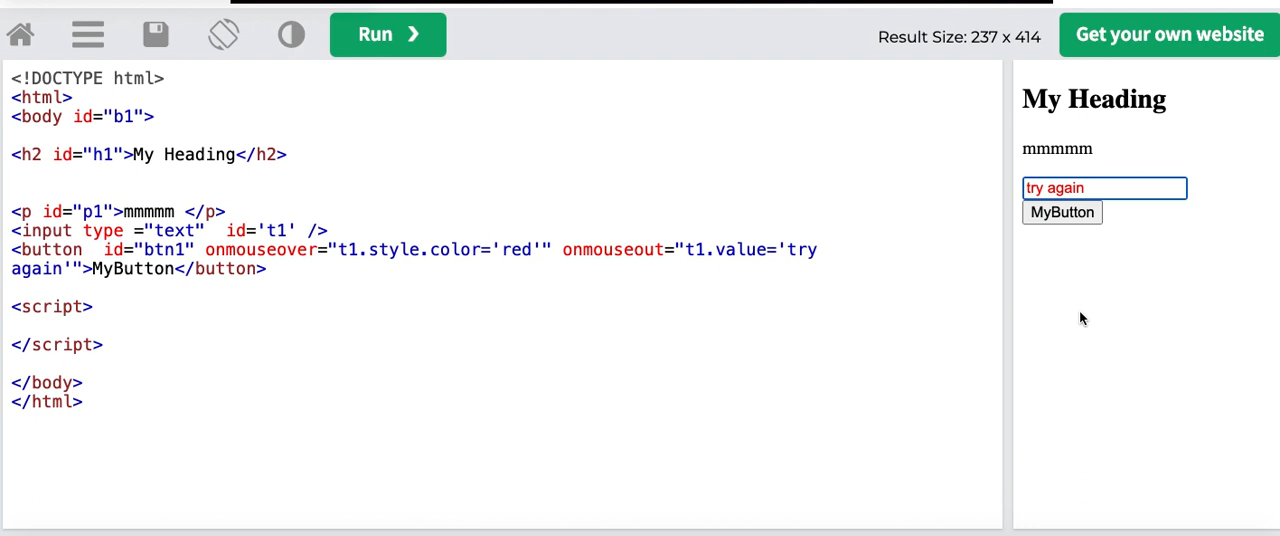 Run ❯
Result Size: 237 x 414
Get your own website
<!DOCTYPE html>
<html>
<body id="b1">
<h2 id="h1">My Heading</h2>
<p id="p1">mmmmm </p>
<input type ="text"  id='t1' />
<button  id="btn1" onmouseover="t1.style.color='red'" onmouseout="t1.value='try
again'">MyButton</button>
<script>
</script>
</body>
</html>
My Heading
mmmmm
try again
MyButton